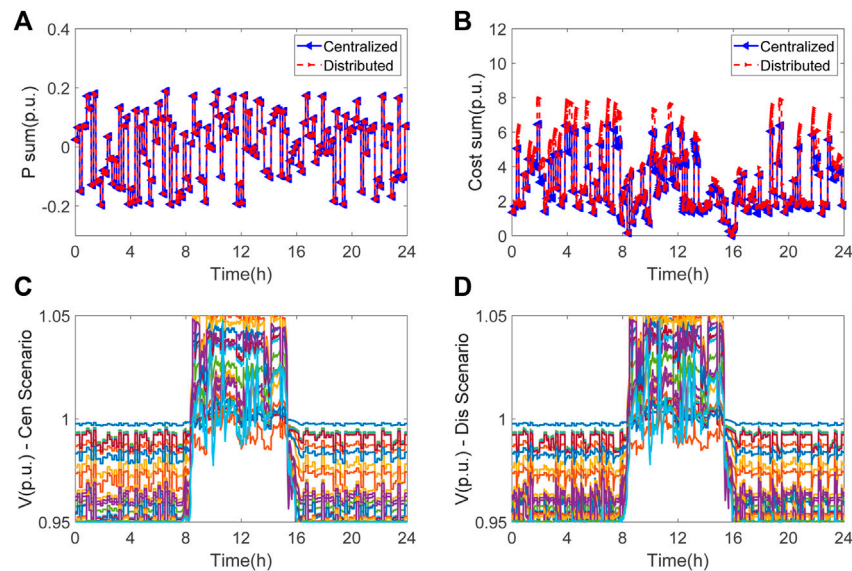 A
B
0.4
0.2
0
-0.2
P sum(p.u.)
Centralized
Distributed
0 4 8 12 16 20 24
Time(h)
12
10
8
6
4
2
0
Cost sum(p.u.)
Centralized
Distributed
0 4 8 12 16 20 24
Time(h)
C
D
1.05
1
0.95
V(p.u.) - Cen Scenario
0 4 8 12 16 20 24
Time(h)
1.05
1
0.95
V(p.u.) - Dis Scenario
0 4 8 12 16 20 24
Time(h)